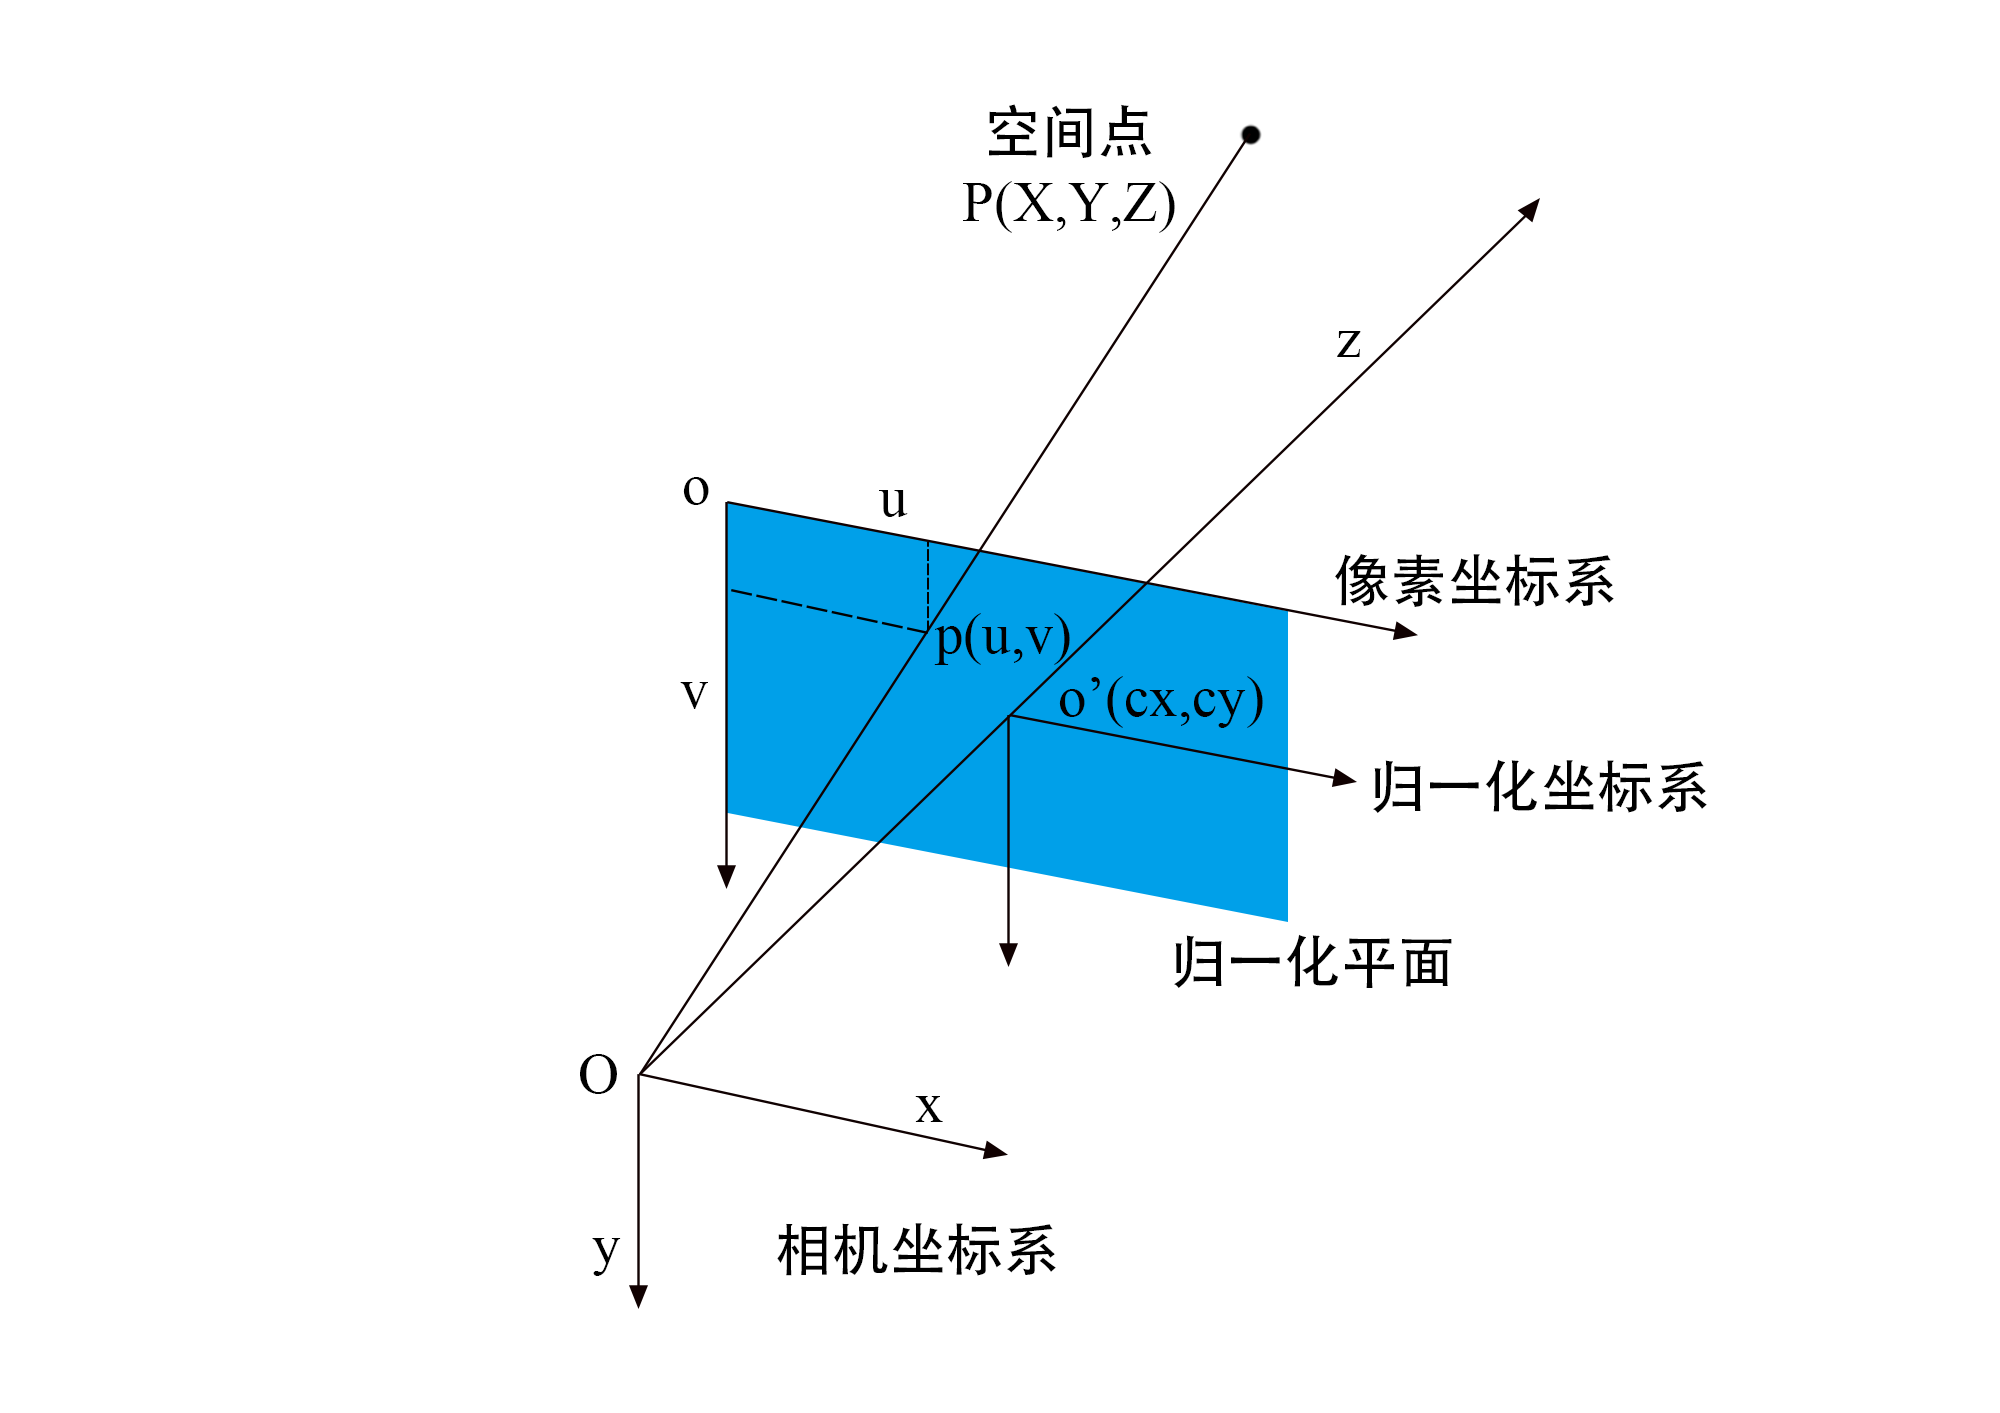 空间点
P(X,Y,Z)
z
o
u
像素坐标系
p(u,v)
v
o’(cx,cy)
归一化坐标系
归一化平面
O
x
y
相机坐标系